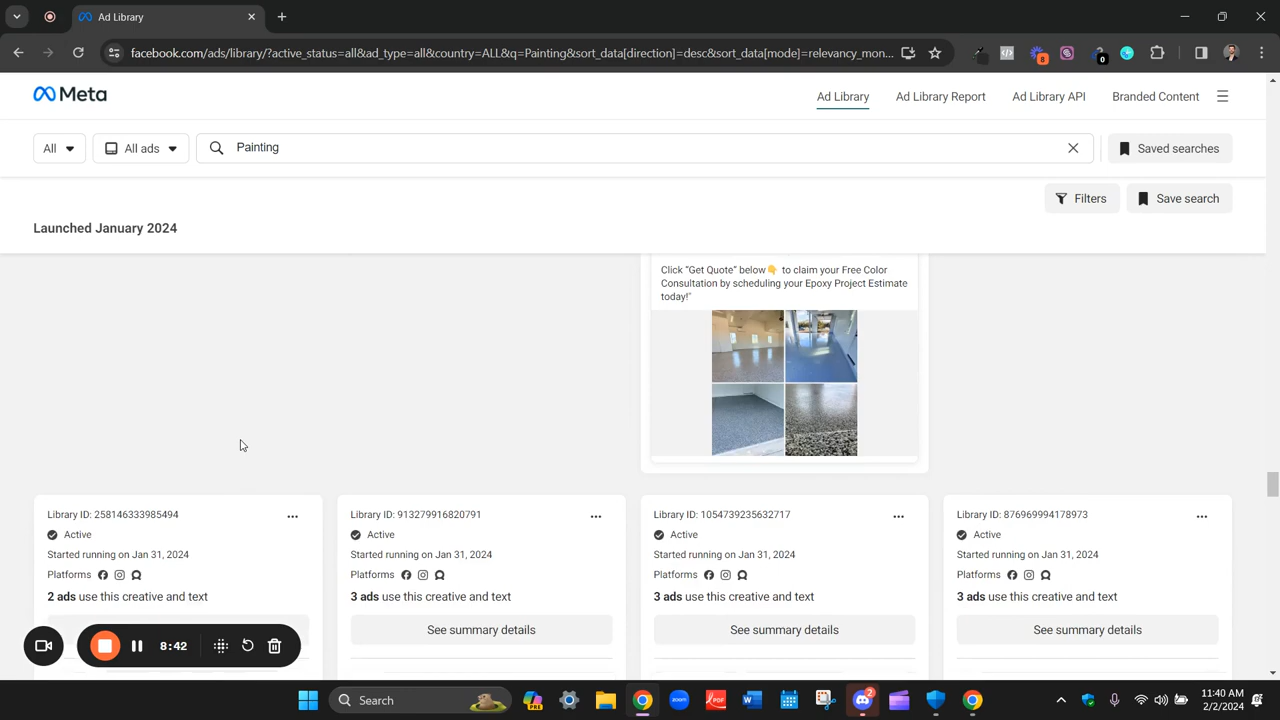 Ad Library
facebook.com/ads/library/?active_status=all&ad_type=all&country=ALL&q=Painting&sort_data[direction]=desc&sort_data[mode]=relevancy_mon...
8
0
Meta
Ad Library
Ad Library Report
Ad Library API
Branded Content
All
All ads
Painting
Saved searches
Filters
Save search
Launched January 2024
Click “Get Quote” below👇 to claim your Free Color
Consultation by scheduling your Epoxy Project Estimate
today!"
Library ID: 258146333985494
Active
Started running on Jan 31, 2024
Platforms
2 ads use this creative and text
Library ID: 913279916820791
Active
Started running on Jan 31, 2024
Platforms
3 ads use this creative and text
See summary details
Library ID: 1054739235632717
Active
Started running on Jan 31, 2024
Platforms
3 ads use this creative and text
See summary details
Library ID: 876969994178973
Active
Started running on Jan 31, 2024
Platforms
3 ads use this creative and text
See summary details
8:42
Search
PRE
zoom
PDF
W
2
11:40 AM
2/2/2024